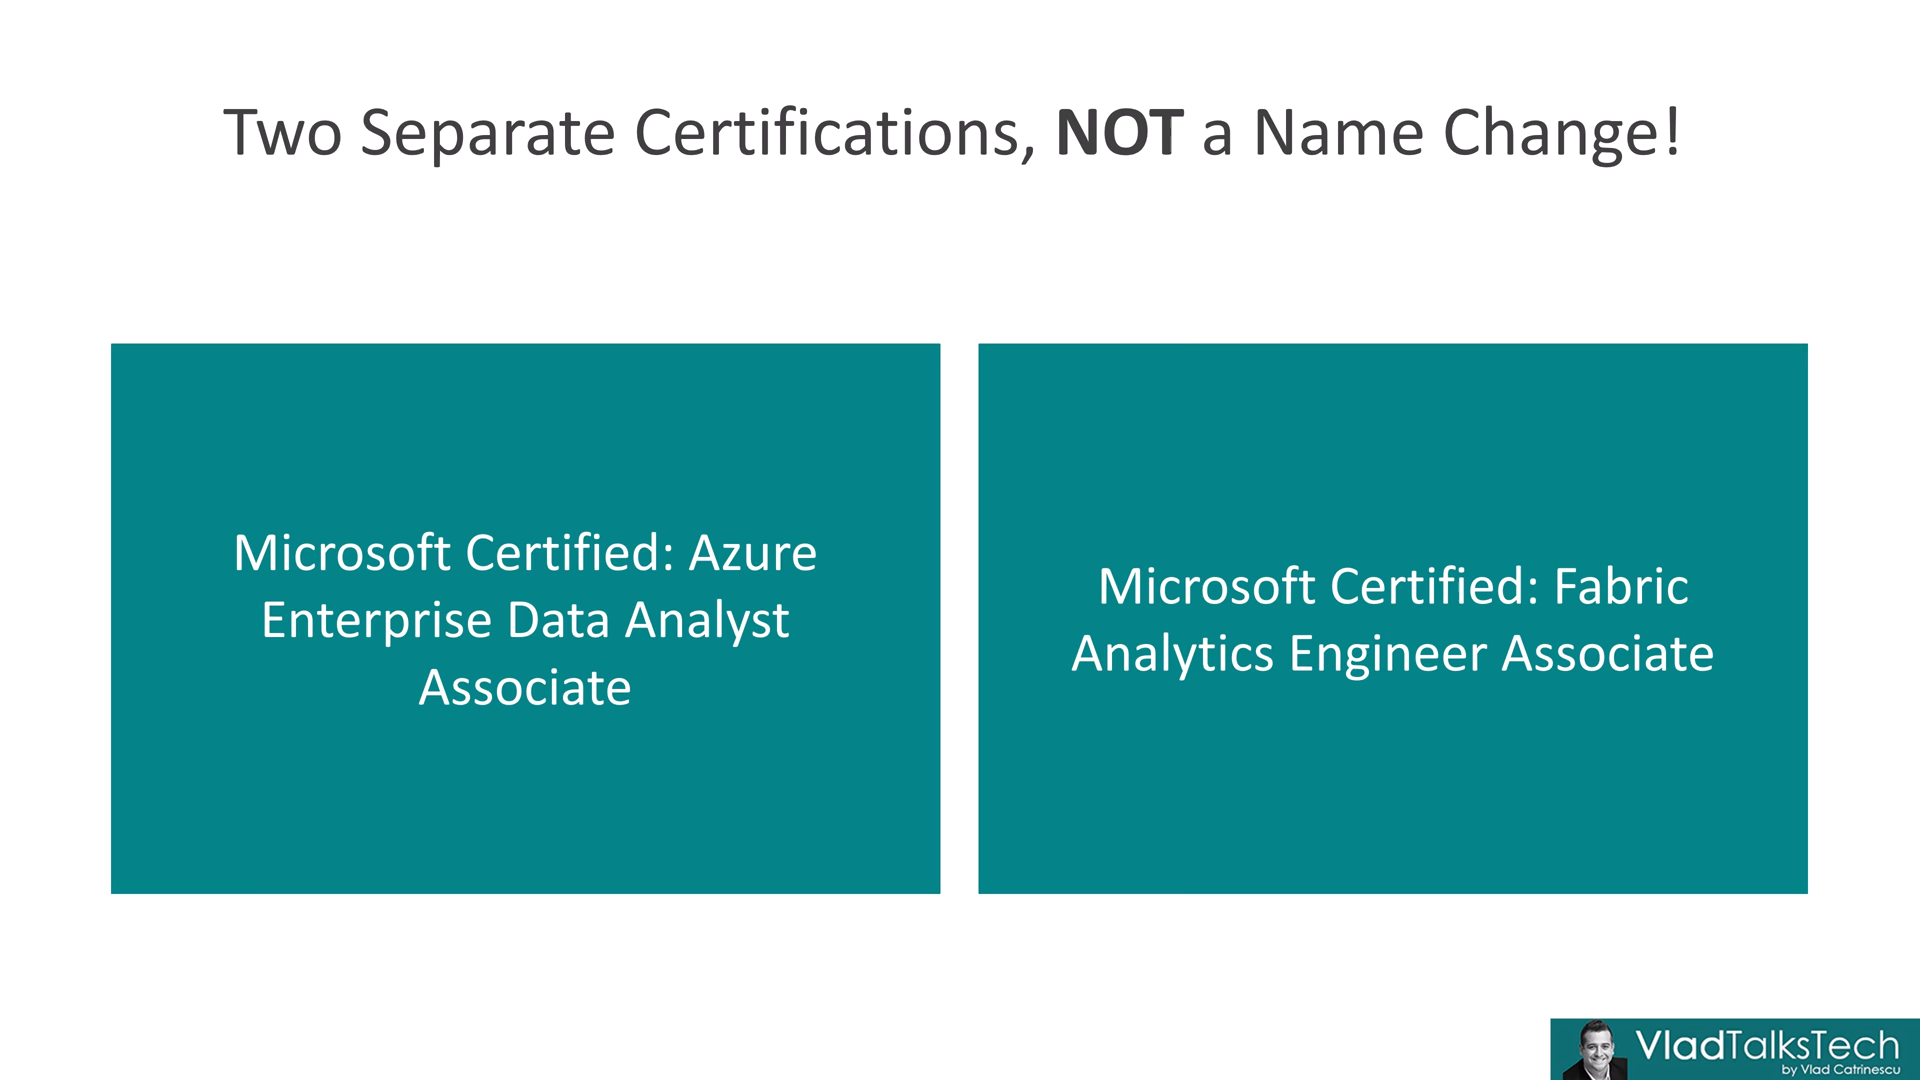 Two Separate Certifications, NOT a Name Change!
Microsoft Certified: Azure
Enterprise Data Analyst
Associate
Microsoft Certified: Fabric
Analytics Engineer Associate
VladTalksTech
by Vlad Catrinescu